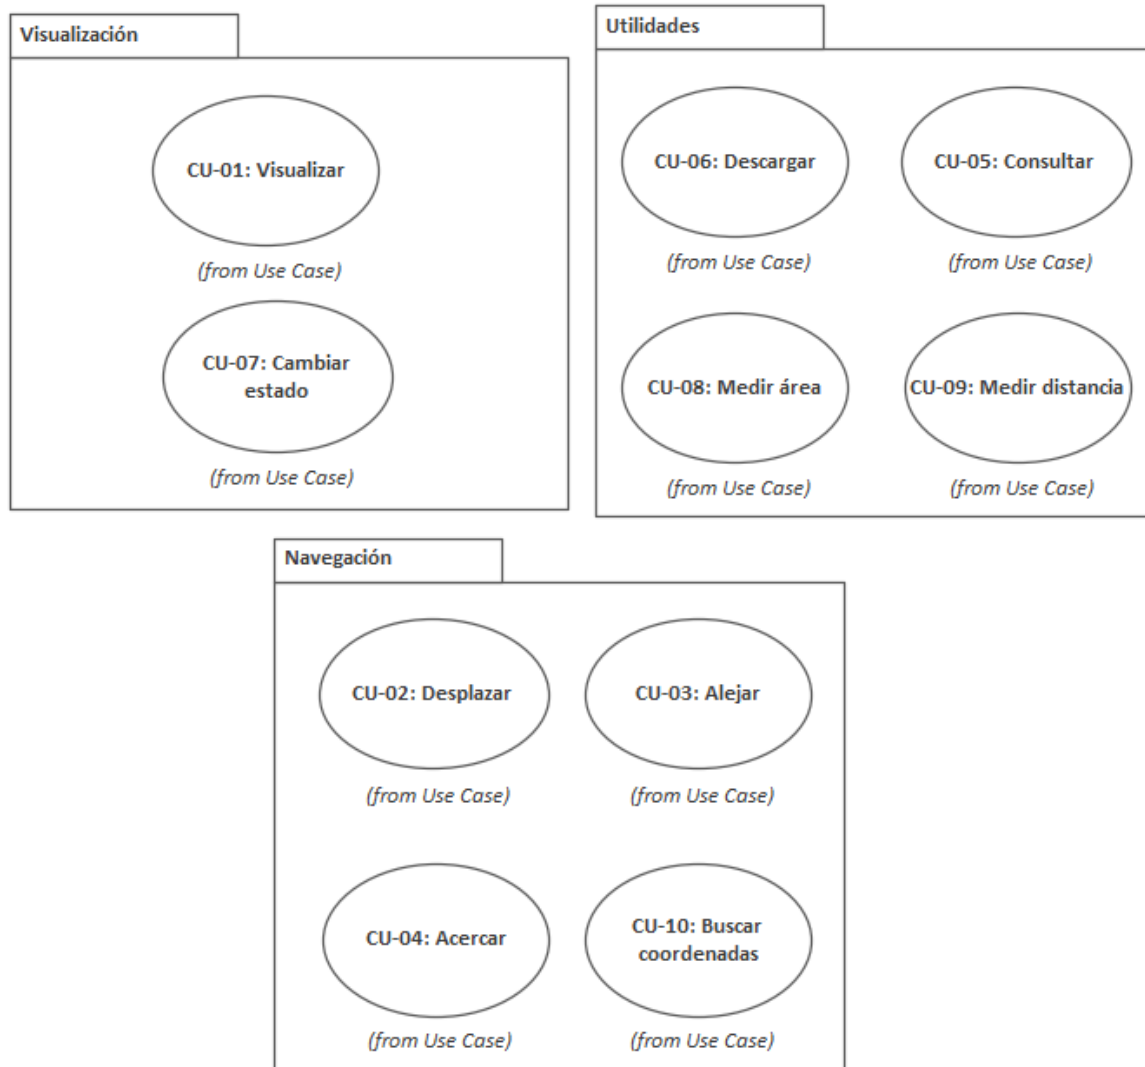 Visualización
CU-01: Visualizar
(from Use Case)
CU-07: Cambiar
estado
(from Use Case)
Utilidades
CU-06: Descargar
(from Use Case)
CU-05: Consultar
(from Use Case)
CU-08: Medir área
(from Use Case)
CU-09: Medir distancia
(from Use Case)
Navegación
CU-02: Desplazar
(from Use Case)
CU-03: Alejar
(from Use Case)
CU-04: Acercar
(from Use Case)
CU-10: Buscar
coordenadas
(from Use Case)